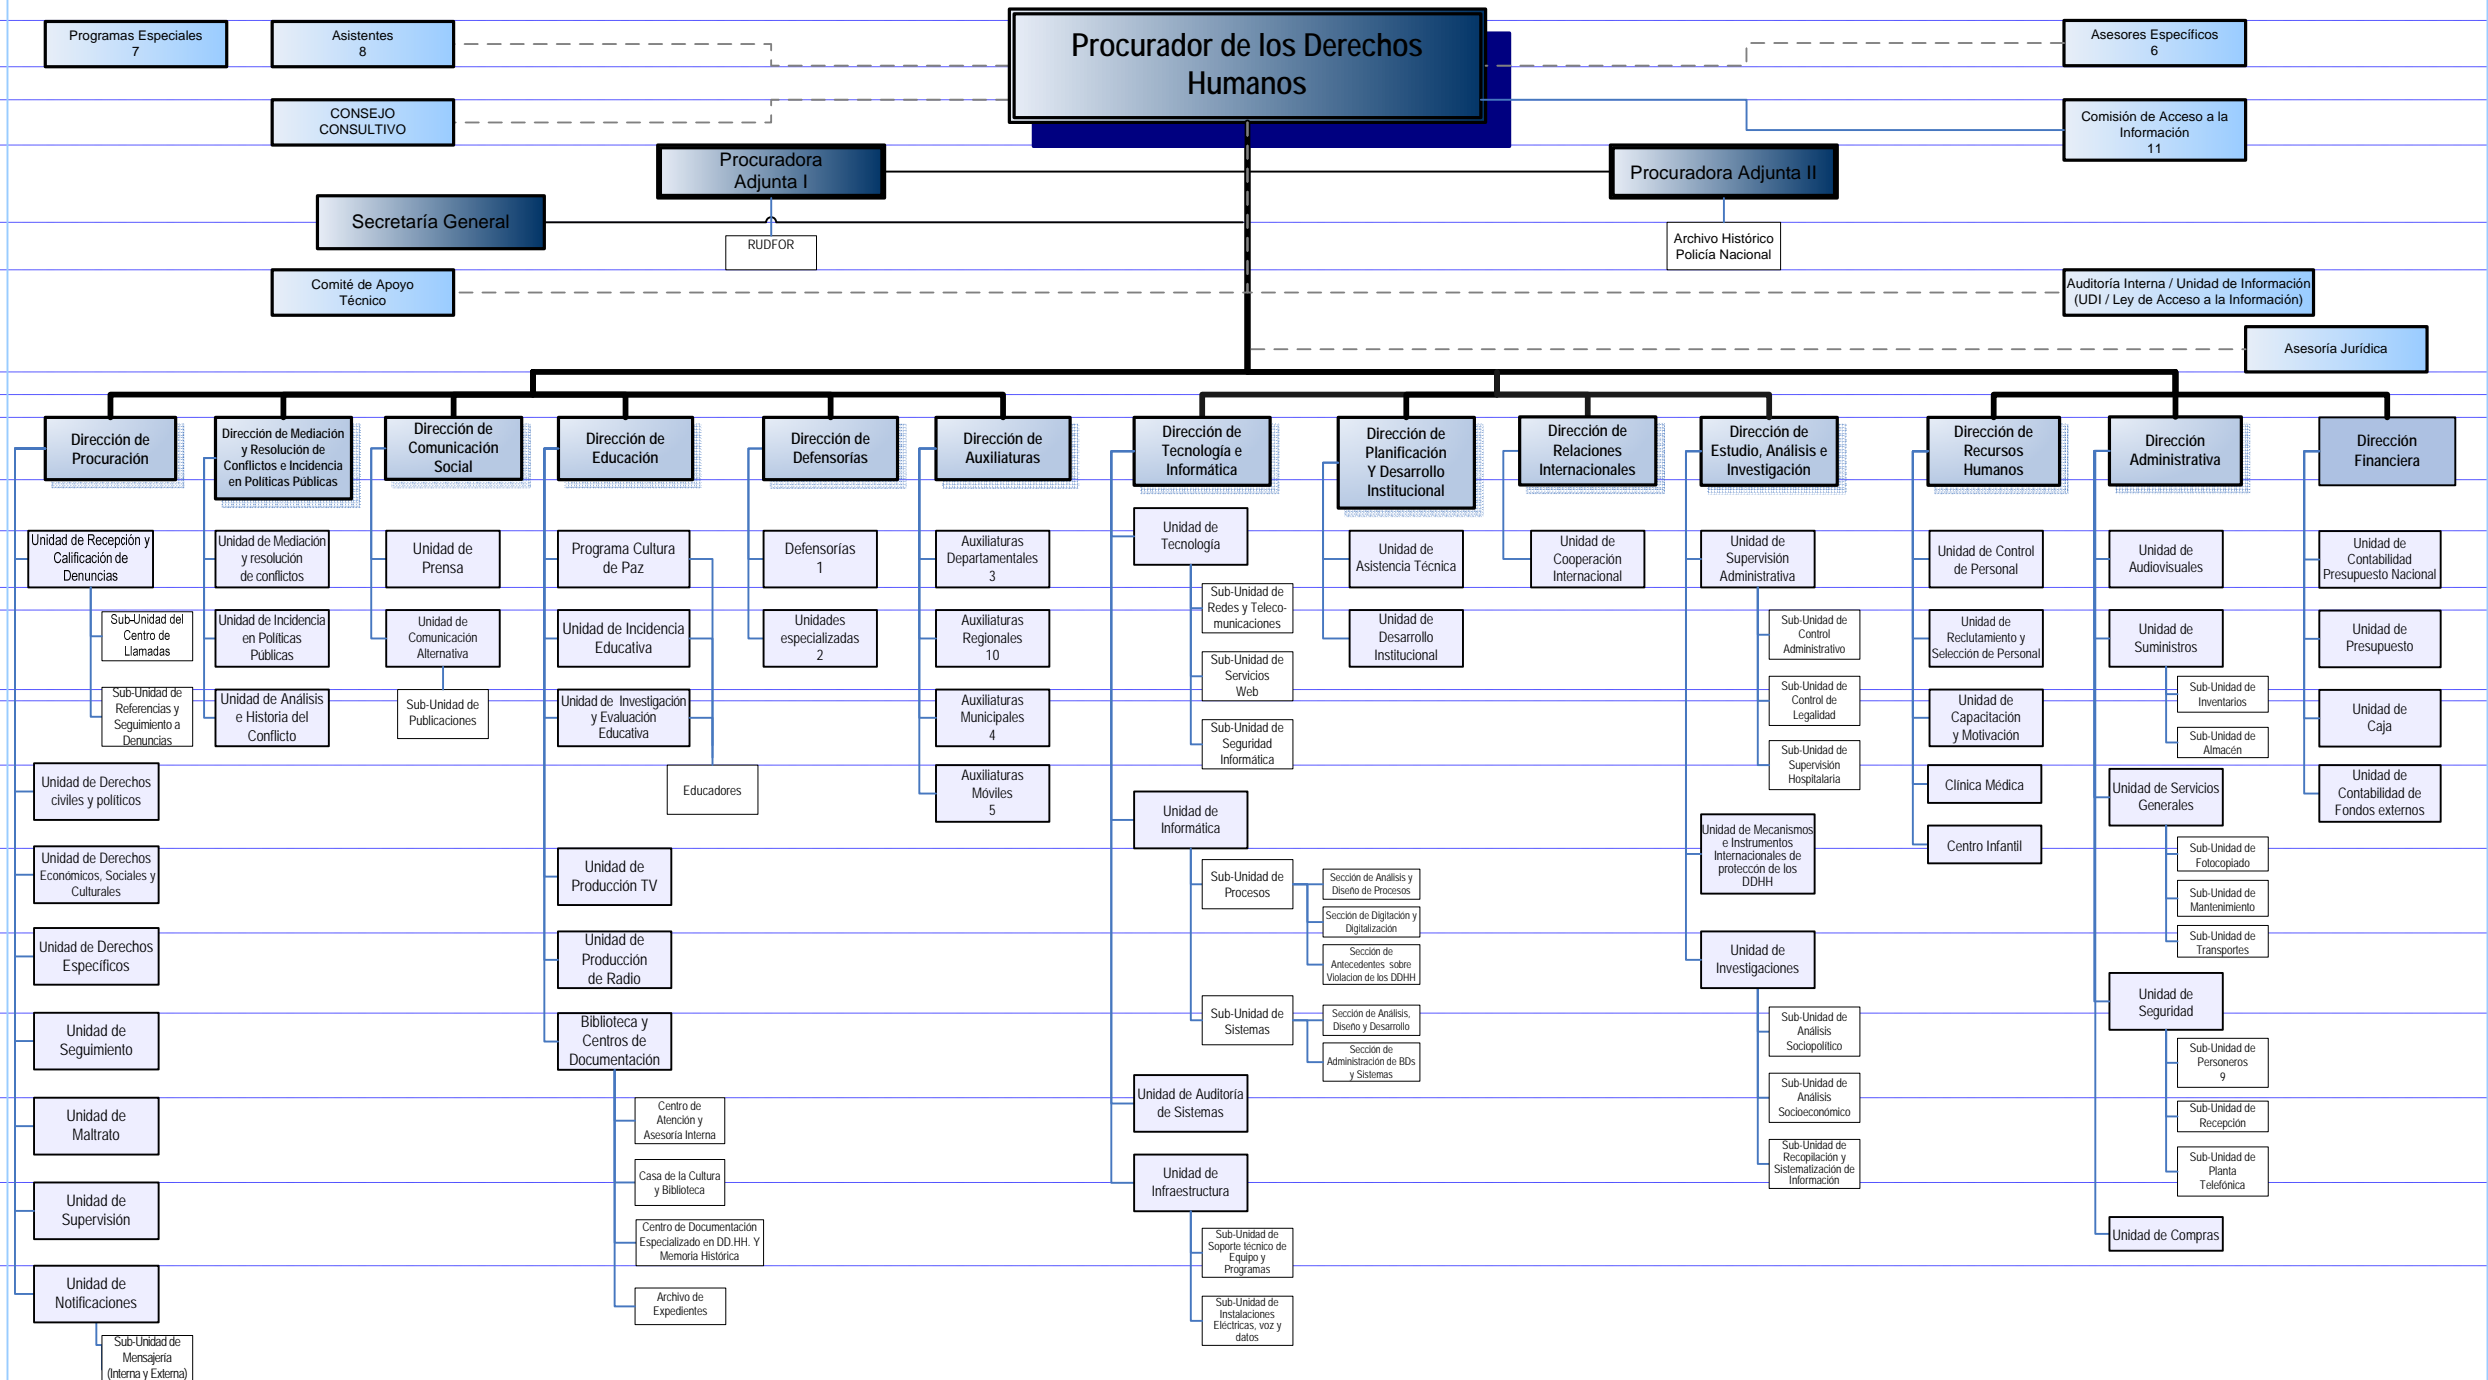 Programas Especiales
7
Asistentes
8
Procurador de los Derechos
Humanos
Asesores Específicos
6
CONSEJO
CONSULTIVO
Comisión de Acceso a la
Información
11
Procuradora
Adjunta I
Procuradora Adjunta II
Secretaría General
RUDFOR
Archivo Histórico
Policía Nacional
Comité de Apoyo
Técnico
Auditoría Interna / Unidad de Información
(UDI / Ley de Acceso a la Información)
Asesoría Jurídica
Dirección de
Procuración
Dirección de Mediación
y Resolución de
Conflictos e Incidencia
en Políticas Públicas
Dirección de
Comunicación
Social
Dirección de
Educación
Dirección de
Defensorías
Dirección de
Auxiliaturas
Dirección de
Tecnología e
Informática
Dirección de
Planificación
Y Desarrollo
Institucional
Dirección de
Relaciones
Internacionales
Dirección de
Estudio, Análisis e
Investigación
Dirección de
Recursos
Humanos
Dirección
Administrativa
Dirección
Financiera
Unidad de Recepción y
Calificación de
Denuncias
Sub-Unidad del
Centro de
Llamadas
Sub-Unidad de
Referencias y
Seguimiento a
Denuncias
Unidad de Derechos
civiles y políticos
Unidad de Derechos
Económicos, Sociales y
Culturales
Unidad de Derechos
Específicos
Unidad de
Seguimiento
Unidad de
Maltrato
Unidad de
Supervisión
Unidad de
Notificaciones
Sub-Unidad de
Mensajería
(Interna y Externa)
Unidad de Mediación
y resolución
de conflictos
Unidad de Incidencia
en Políticas
Públicas
Unidad de Análisis
e Historia del
Conflicto
Unidad de
Prensa
Unidad de
Comunicación
Alternativa
Sub-Unidad de
Publicaciones
Programa Cultura
de Paz
Unidad de Incidencia
Educativa
Unidad de  Investigación
y Evaluación
Educativa
Educadores
Unidad de
Producción TV
Unidad de
Producción
de Radio
Biblioteca y
Centros de
Documentación
Centro de
Atención y
Asesoría Interna
Casa de la Cultura
y Biblioteca
Centro de Documentación
Especializado en DD.HH. Y
Memoria Histórica
Archivo de
Expedientes
Defensorías
1
Unidades
especializadas
2
Auxiliaturas
Departamentales
3
Auxiliaturas
Regionales
10
Auxiliaturas
Municipales
4
Auxiliaturas
Móviles
5
Unidad de
Tecnología
Sub-Unidad de
Redes y Teleco-
municaciones
Sub-Unidad de
Servicios
Web
Sub-Unidad de
Seguridad
Informática
Unidad de
Informática
Sub-Unidad de
Procesos
Sección de Análisis y
Diseño de Procesos
Sección de Digitación y
Digitalización
Sección de
Antecedentes  sobre
Violacion de los DDHH
Sub-Unidad de
Sistemas
Sección de Análisis,
Diseño y Desarrollo
Sección de
Administración de BDs
y Sistemas
Unidad de Auditoría
de Sistemas
Unidad de
Infraestructura
Sub-Unidad de
Soporte técnico de
Equipo y
Programas
Sub-Unidad de
Instalaciones
Eléctricas, voz y
datos
Unidad de
Asistencia Técnica
Unidad de
Desarrollo
Institucional
Unidad de
Cooperación
Internacional
Unidad de
Supervisión
Administrativa
Sub-Unidad de
Control
Administrativo
Sub-Unidad de
Control de
Legalidad
Sub-Unidad de
Supervisión
Hospitalaria
Unidad de Mecanismos
e Instrumentos
Internacionales de
proteccón de los
DDHH
Unidad de
Investigaciones
Sub-Unidad de
Análisis
Sociopolítico
Sub-Unidad de
Análisis
Socioeconómico
Sub-Unidad de
Recopilación y
Sistematización de
Información
Unidad de Control
de Personal
Unidad de
Reclutamiento y
Selección de Personal
Unidad de
Capacitación
y Motivación
Clínica Médica
Centro Infantil
Unidad de
Audiovisuales
Unidad de
Suministros
Sub-Unidad de
Inventarios
Sub-Unidad de
Almacén
Unidad de Servicios
Generales
Sub-Unidad de
Fotocopiado
Sub-Unidad de
Mantenimiento
Sub-Unidad de
Transportes
Unidad de
Seguridad
Sub-Unidad de
Personeros
9
Sub-Unidad de
Recepción
Sub-Unidad de
Planta
Telefónica
Unidad de Compras
Unidad de
Contabilidad
Presupuesto Nacional
Unidad de
Presupuesto
Unidad de
Caja
Unidad de
Contabilidad de
Fondos externos